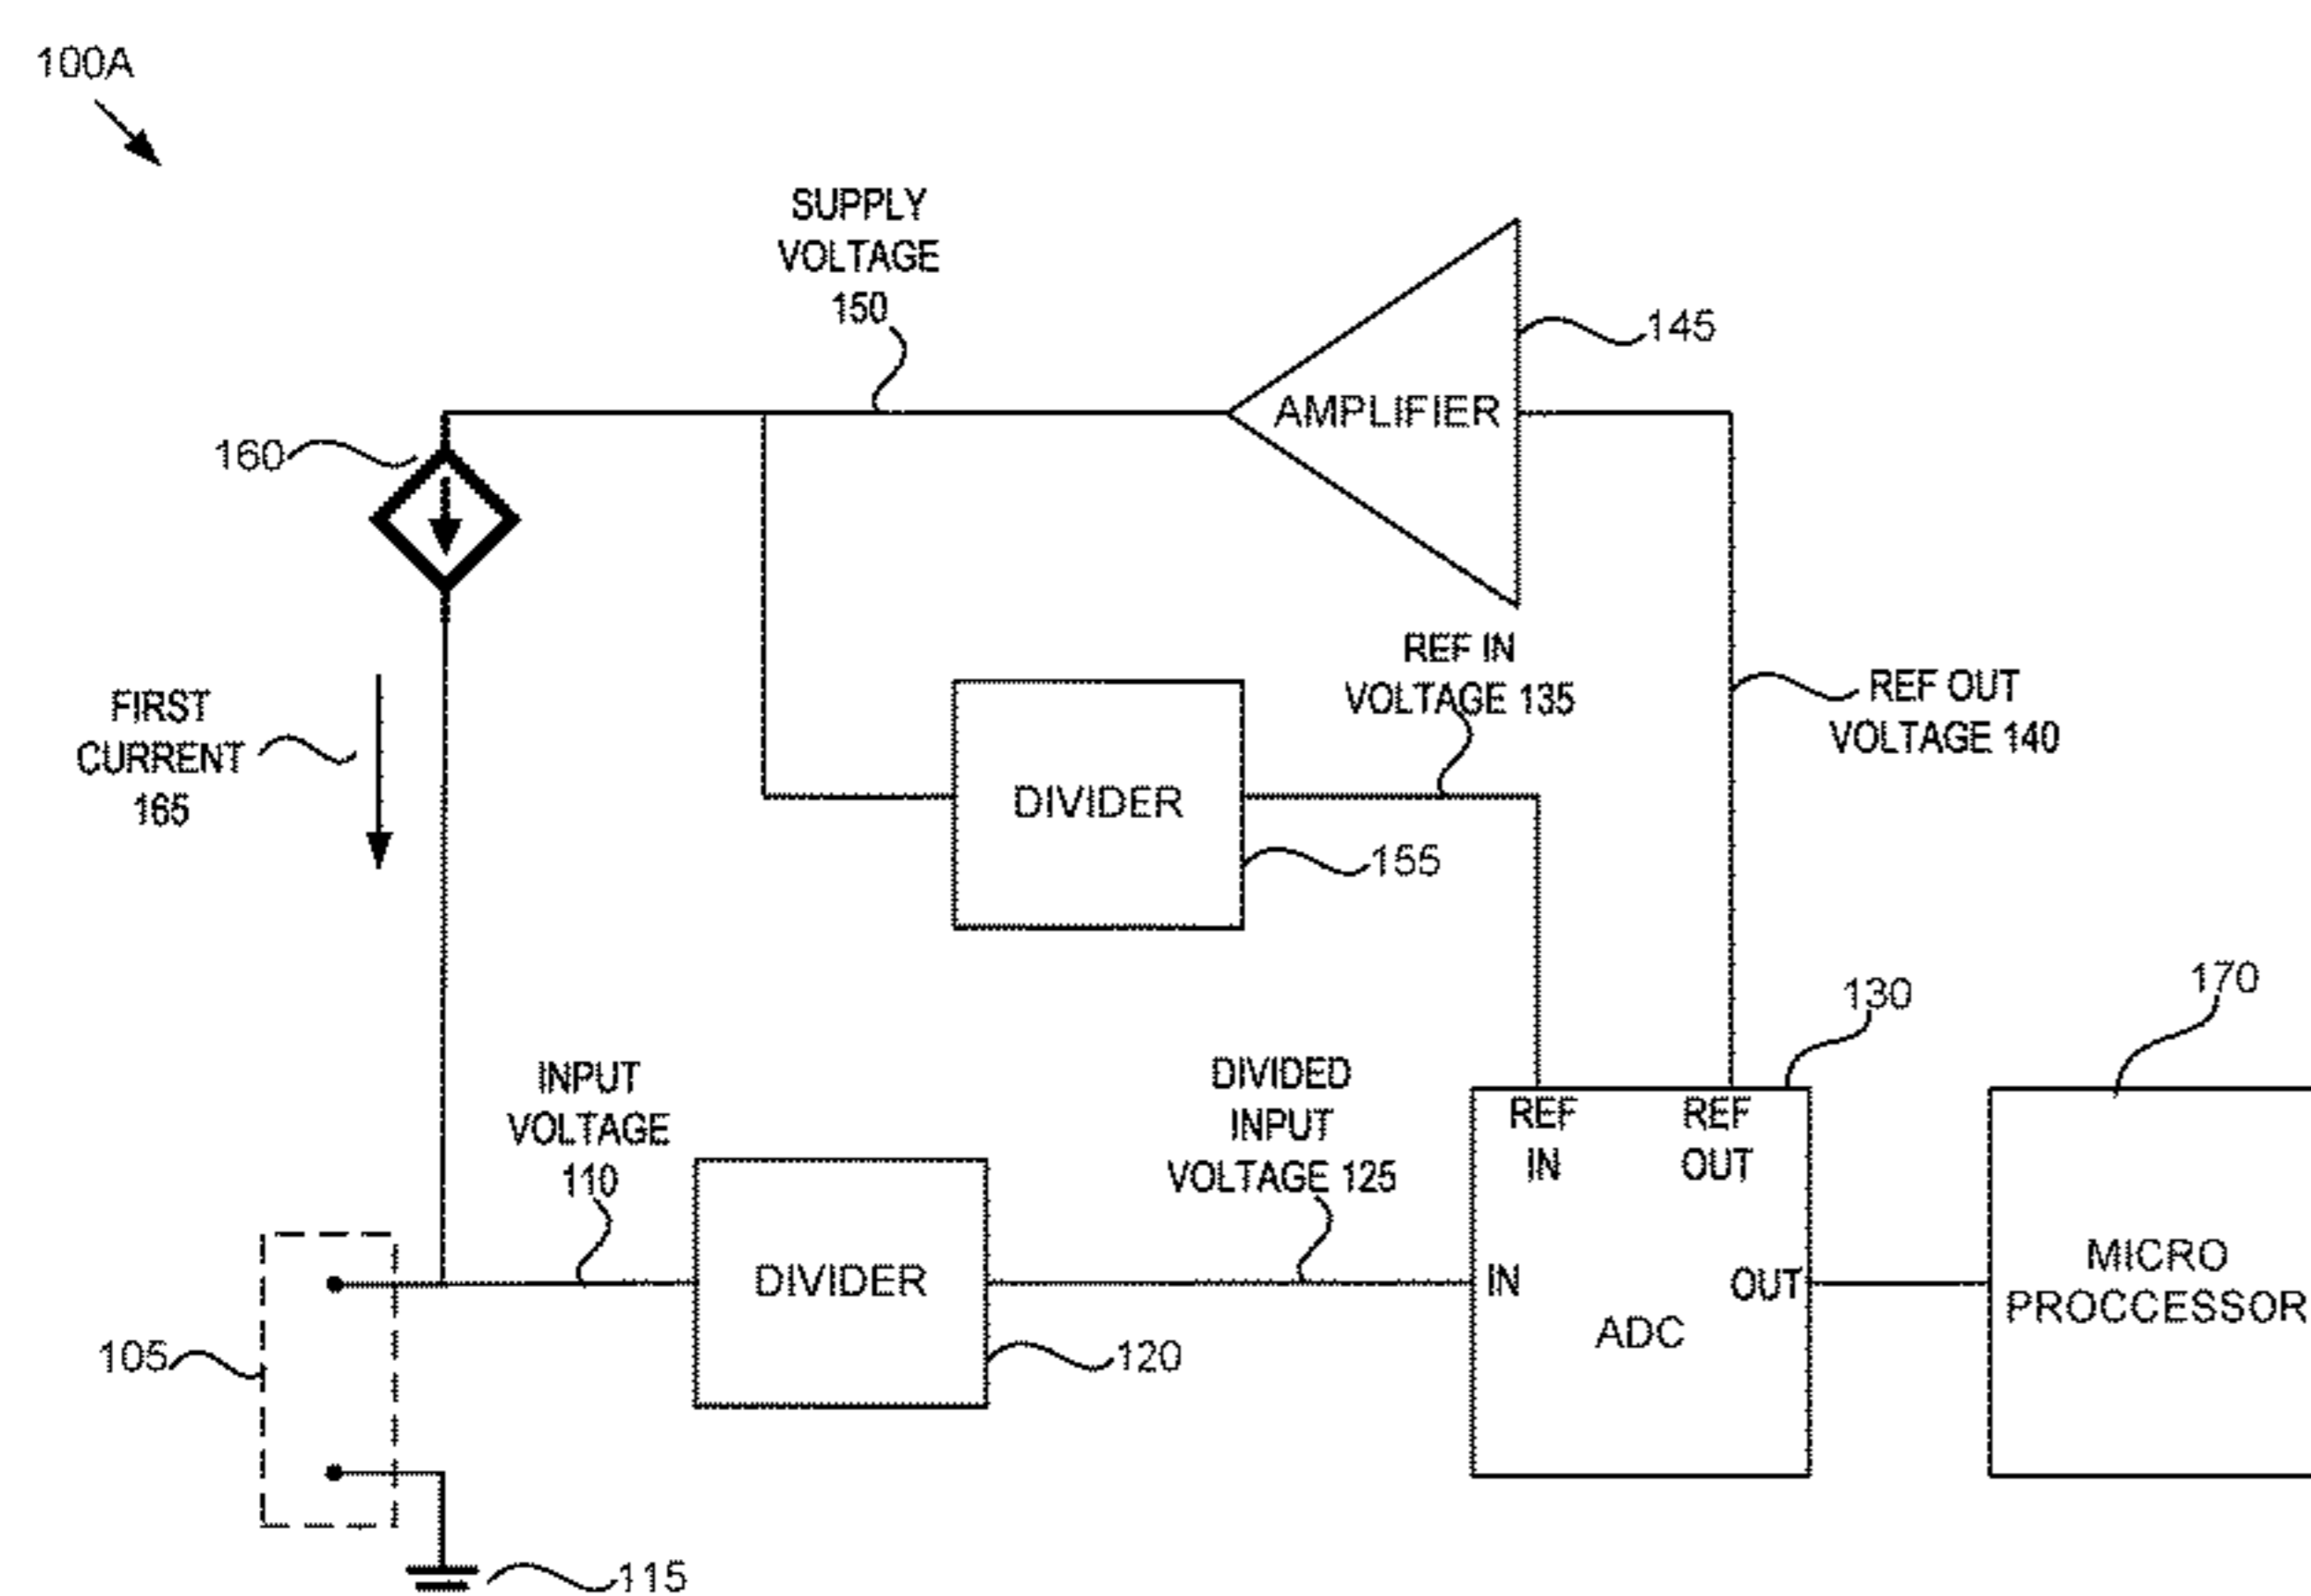 100A
SUPPLY
VOLTAGE
150
145
AMPLIFIER
160
REF IN
VOLTAGE 135
REF OUT
VOLTAGE 140
FIRST
CURRENT
165
DIVIDER
155
130
170
INPUT
VOLTAGE
110
DIVIDED
INPUT
VOLTAGE 125
REF
IN
REF
OUT
DIVIDER
IN
OUT
ADC
MICRO
PROCCESSOR
105
120
115